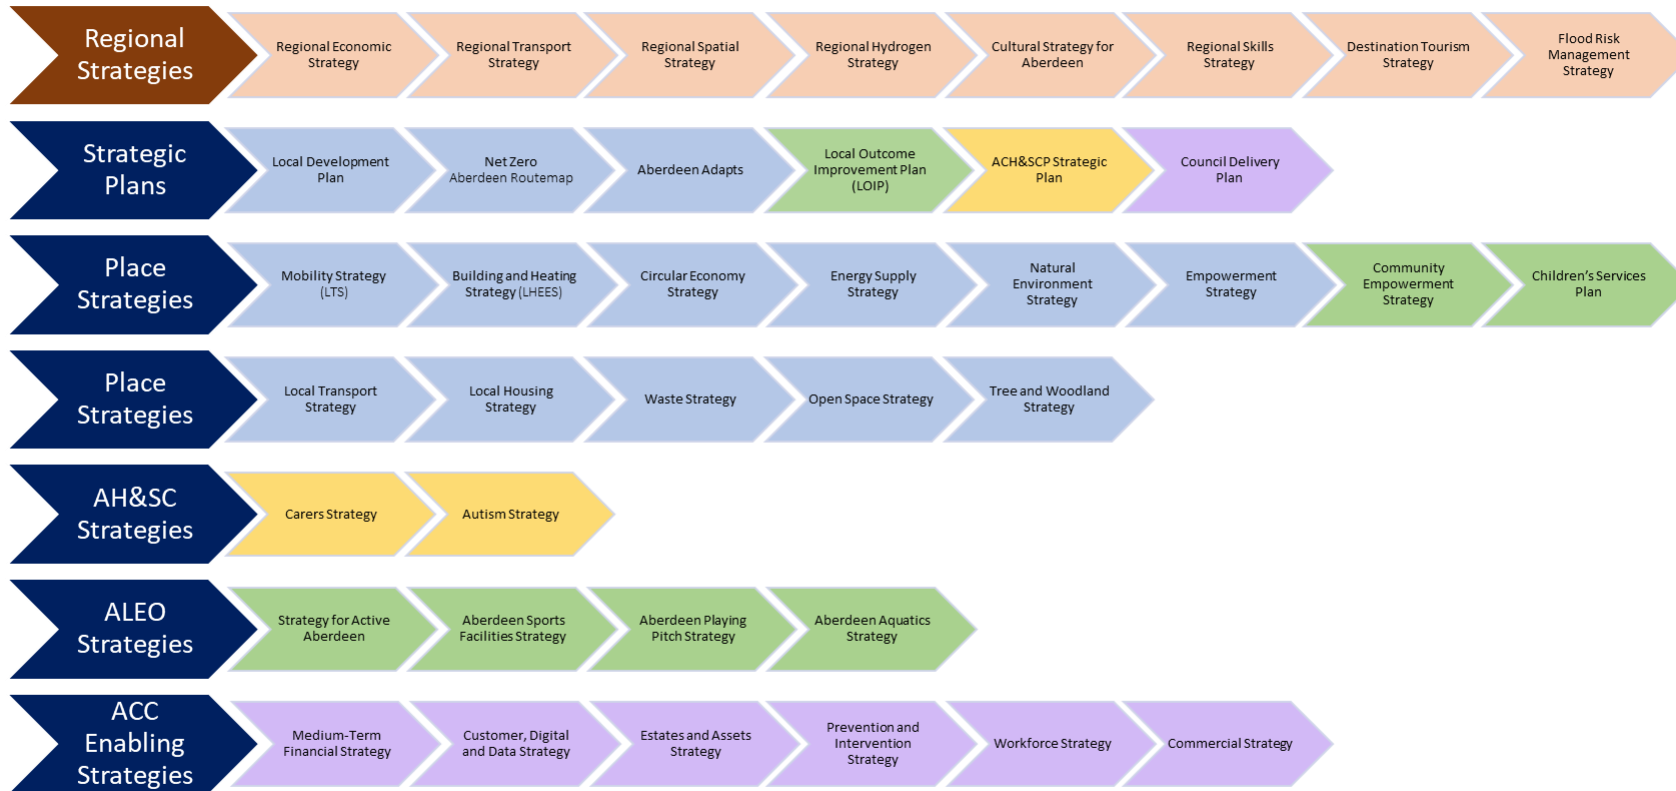 Regional
Strategies
Regional Economic
Strategy
Regional Transport
Strategy
Regional Spatial
Strategy
Regional Hydrogen
Strategy
Cultural Strategy for
Aberdeen
Regional Skills
Strategy
Destination Tourism
Strategy
Flood Risk
Management
Strategy
Strategic
Plans
Local Development
Plan
Net Zero
Aberdeen Routemap
Aberdeen Adapts
Local Outcome
Improvement Plan
(LOIP)
ACH&SCP Strategic
Plan
Council Delivery
Plan
Place
Strategies
Mobility Strategy
(LTS)
Building and Heating
Strategy (LHEES)
Circular Economy
Strategy
Energy Supply
Strategy
Natural
Environment
Strategy
Empowerment
Strategy
Community
Empowerment
Strategy
Children's Services
Plan
Place
Strategies
Local Transport
Strategy
Local Housing
Strategy
Waste Strategy
Open Space Strategy
Tree and Woodland
Strategy
AH&SC
Strategies
Carers Strategy
Autism Strategy
ALEO
Strategies
Strategy for Active
Aberdeen
Aberdeen Sports
Facilities Strategy
Aberdeen Playing
Pitch Strategy
Aberdeen Aquatics
Strategy
ACC
Enabling
Strategies
Medium-Term
Financial Strategy
Customer, Digital
and Data Strategy
Estates and Assets
Strategy
Prevention and
Intervention
Strategy
Workforce Strategy
Commercial Strategy